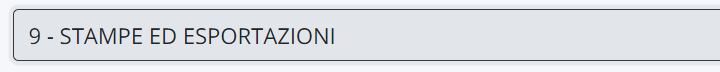 9 - STAMPE ED ESPORTAZIONI